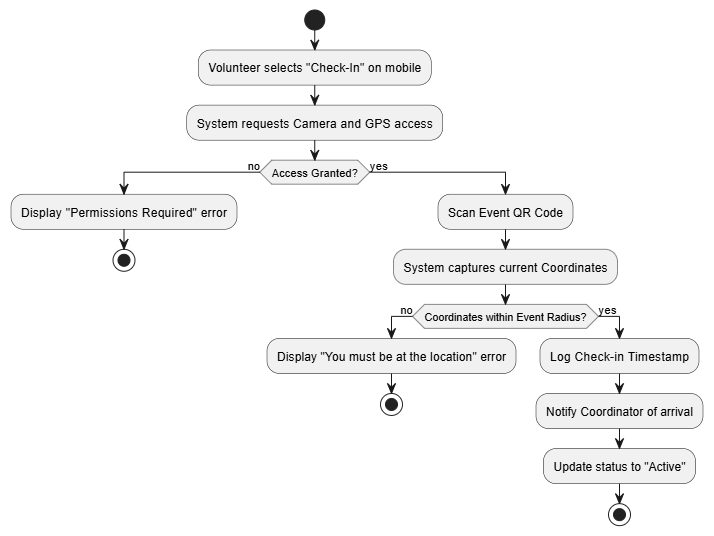 Volunteer selects "Check-In" on mobile
System requests Camera and GPS access
no
Access Granted?
yes
Display "Permissions Required" error
Scan Event QR Code
System captures current Coordinates
no
Coordinates within Event Radius?
yes
Display "You must be at the location" error
Log Check-in Timestamp
Notify Coordinator of arrival
Update status to "Active"